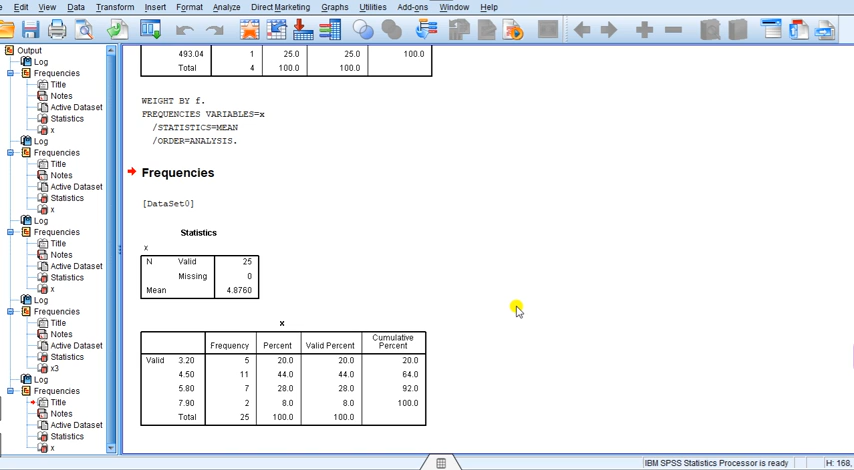 Edit View Data Transform Insert Format Analyze Direct Marketing Graphs Utilities Add-ons Window Help
Output
Log
Frequencies
Title
Notes
Active Dataset
Statistics
x
Log
Frequencies
Title
Notes
Active Dataset
Statistics
x
Log
Frequencies
Title
Notes
Active Dataset
Statistics
x
Log
Frequencies
Title
Notes
Active Dataset
Statistics
x3
Log
Frequencies
Title
Notes
Active Dataset
Statistics
x
493.04 1 25.0 25.0 100.0
Total 4 100.0 100.0
WEIGHT BY f.
FREQUENCIES VARIABLES=x
/STATISTICS=MEAN
/ORDER=ANALYSIS.
Frequencies
[DataSet0]
Statistics
x
N Valid 25
Missing 0
Mean 4.8760
x
Frequency Percent Valid Percent Cumulative Percent
Valid 3.20 5 20.0 20.0 20.0
4.50 11 44.0 44.0 64.0
5.80 7 28.0 28.0 92.0
7.90 2 8.0 8.0 100.0
Total 25 100.0 100.0
IBM SPSS Statistics Processor is ready H: 168,